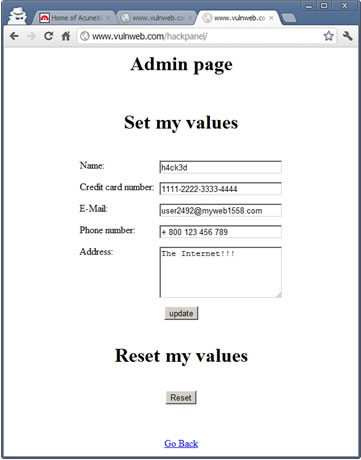 Home of Acunet
www.vulnweb.c
www.vulnweb.c
www.vulnweb.com/hackpanel/
Admin page
Set my values
Name: h4ck3d
Credit card number: 1111-2222-3333-4444
E-Mail: user2492@myweb1558.com
Phone number: + 800 123 456 789
Address: The Internet!!!
update
Reset my values
Reset
Go Back